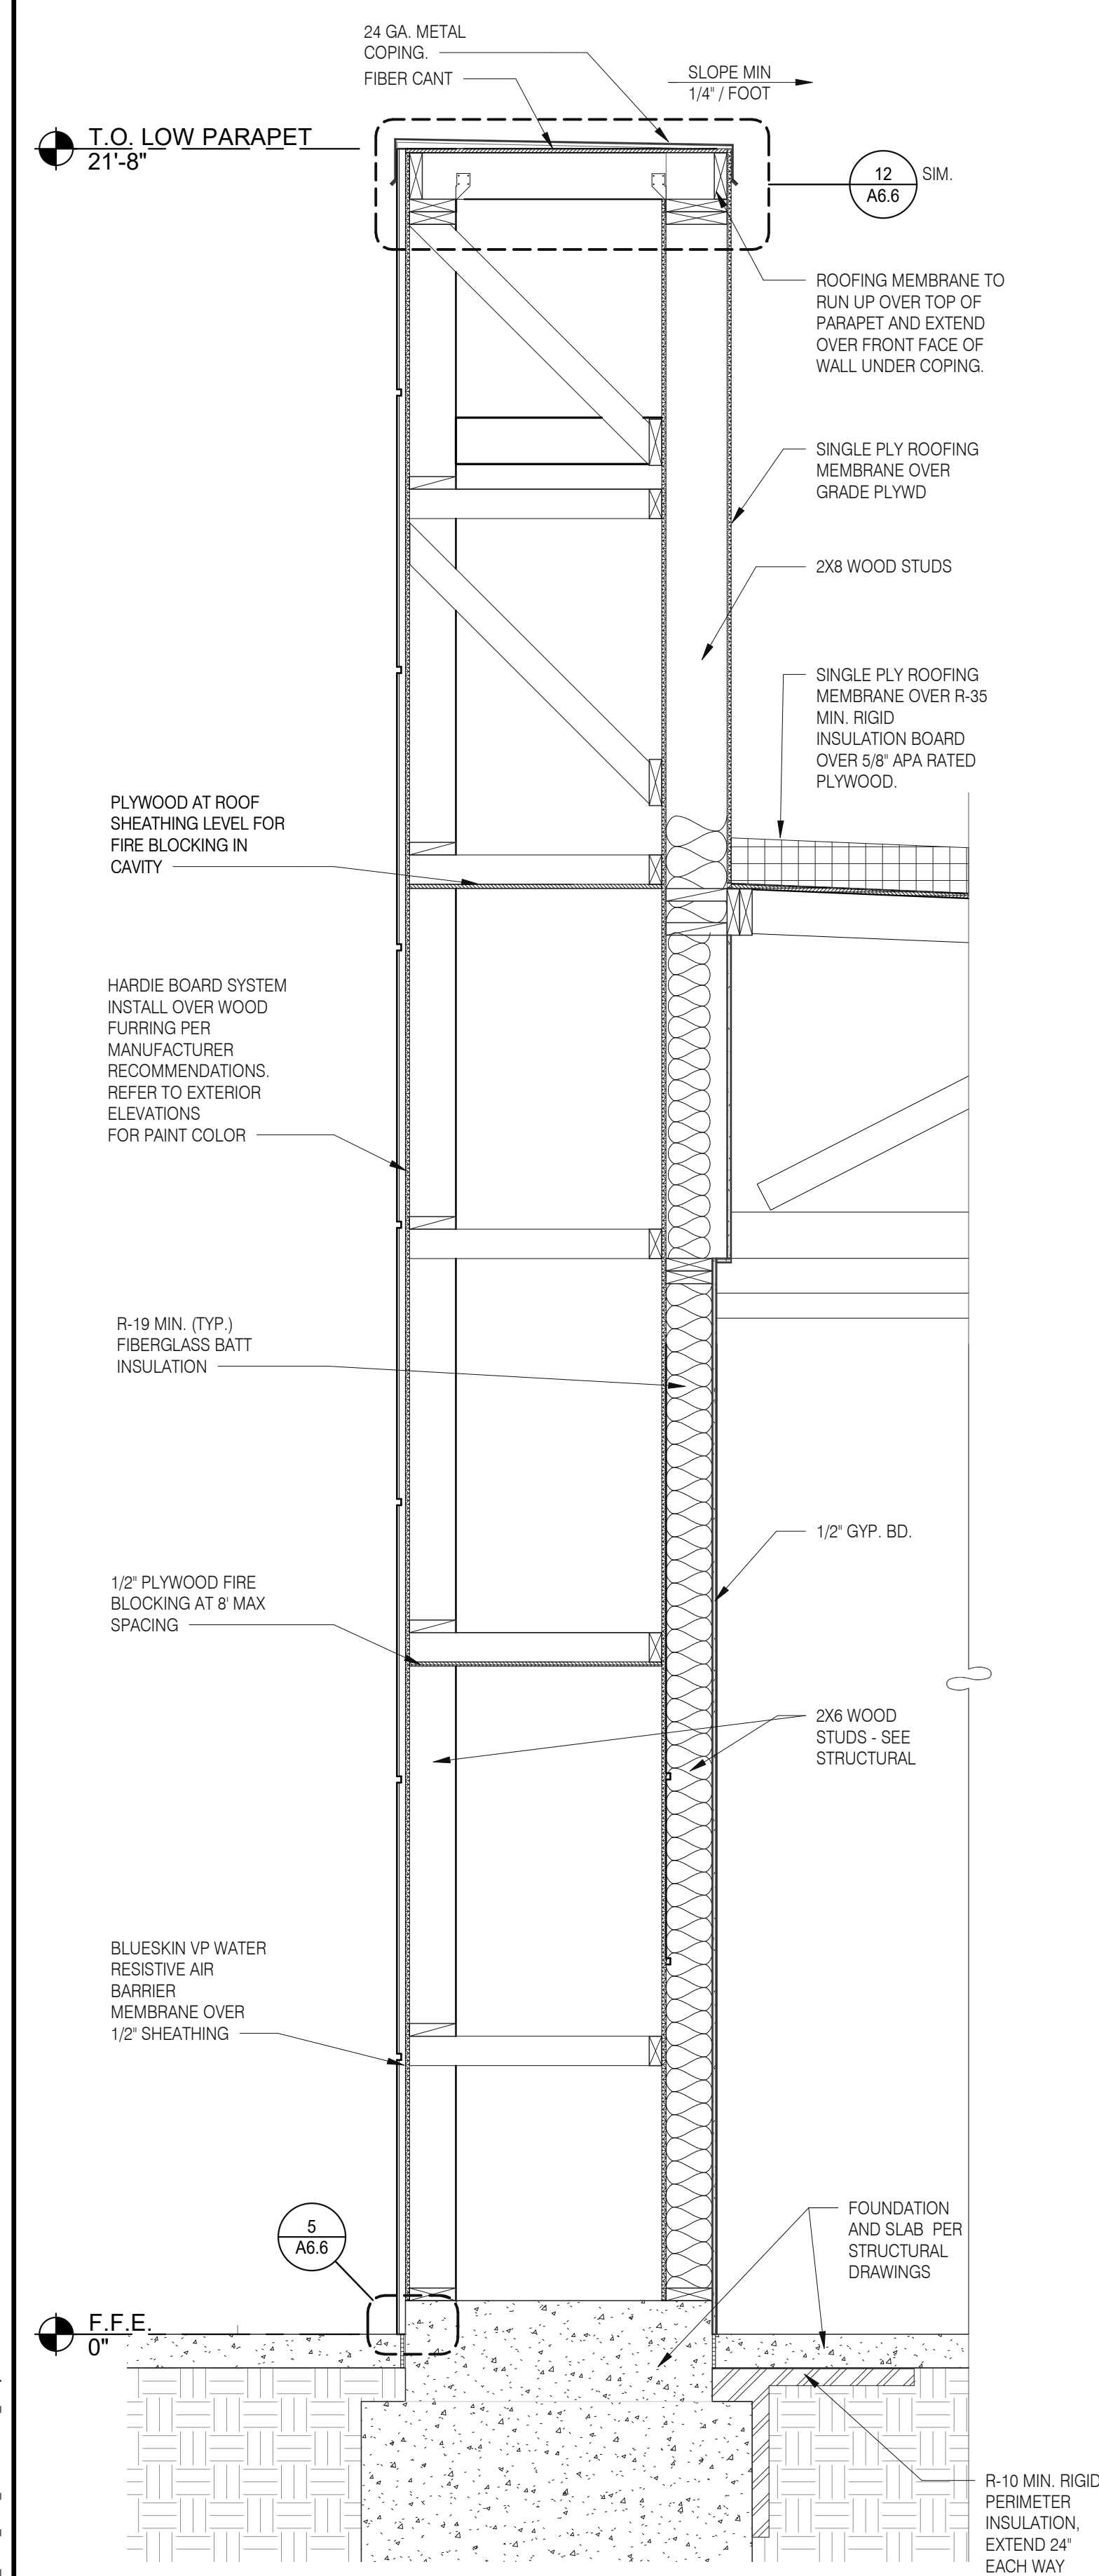 24 GA. METAL
COPING.
FIBER CANT
SLOPE MIN
1/4" / FOOT
T.O. LOW PARAPET
21'-8"
12
A6.6
SIM.
ROOFING MEMBRANE TO
RUN UP OVER TOP OF
PARAPET AND EXTEND
OVER FRONT FACE OF
WALL UNDER COPING.
SINGLE PLY ROOFING
MEMBRANE OVER
GRADE PLYWD
2X8 WOOD STUDS
SINGLE PLY ROOFING
MEMBRANE OVER R-35
MIN. RIGID
INSULATION BOARD
OVER 5/8" APA RATED
PLYWOOD.
PLYWOOD AT ROOF
SHEATHING LEVEL FOR
FIRE BLOCKING IN
CAVITY
HARDIE BOARD SYSTEM
INSTALL OVER WOOD
FURRING PER
MANUFACTURER
RECOMMENDATIONS.
REFER TO EXTERIOR
ELEVATIONS
FOR PAINT COLOR
R-19 MIN. (TYP.)
FIBERGLASS BATT
INSULATION
1/2" GYP. BD.
1/2" PLYWOOD FIRE
BLOCKING AT 8' MAX
SPACING
2X6 WOOD
STUDS - SEE
STRUCTURAL
BLUESKIN VP WATER
RESISTIVE AIR
BARRIER
MEMBRANE OVER
1/2" SHEATHING
FOUNDATION
AND SLAB PER
STRUCTURAL
DRAWINGS
5
A6.6
F.F.E.
0"
R-10 MIN. RIGID
PERIMETER
INSULATION,
EXTEND 24"
EACH WAY